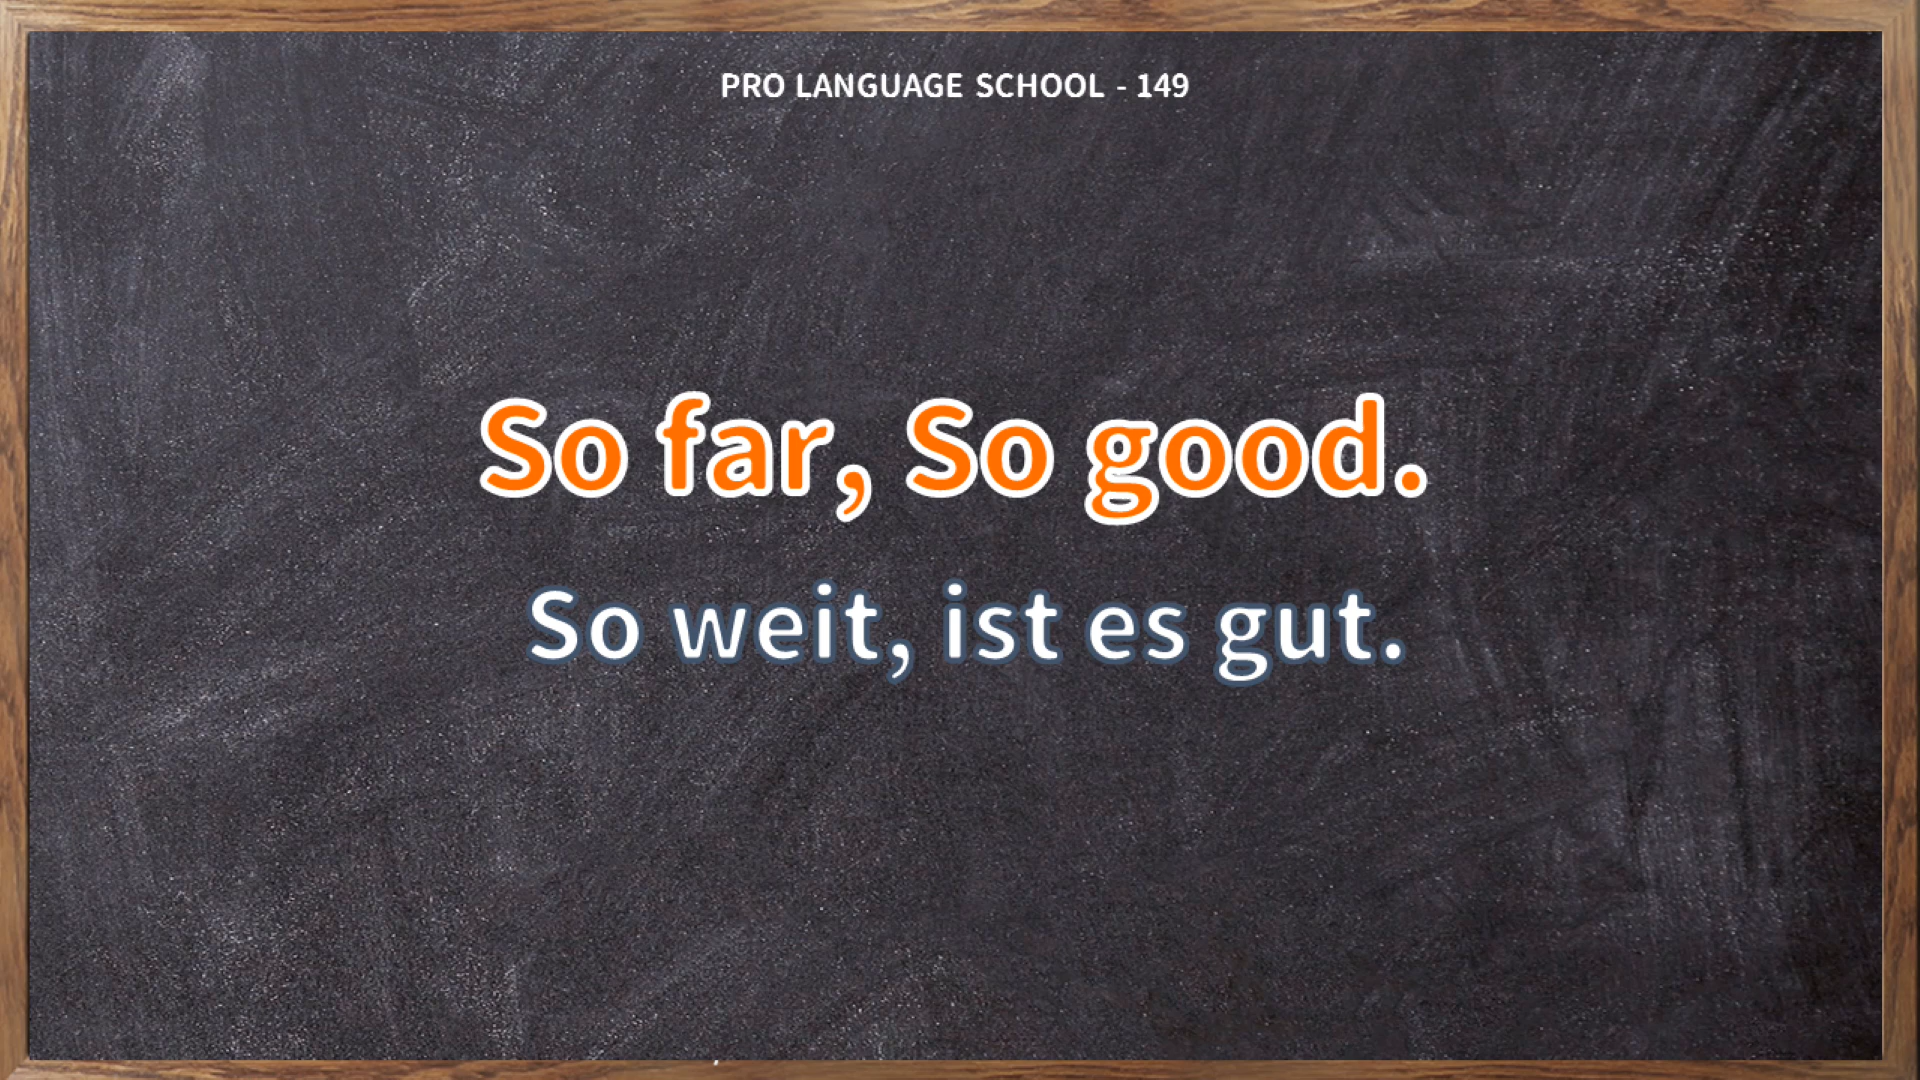 PRO LANGUAGE SCHOOL - 149
So far, So good.
So weit, ist es gut.